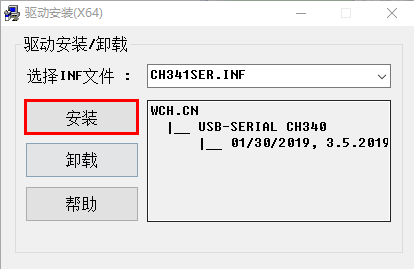 驱动安装(X64)
驱动安装/卸载
选择INF文件 : CH341SER.INF
安装
卸载
帮助
WCH.CN
|__ USB-SERIAL CH340
|__ 01/30/2019, 3.5.2019